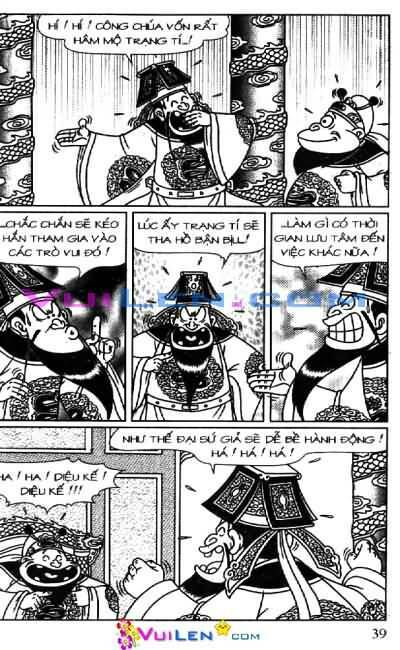 HÍ! HÍ! CÔNG CHÚA VỐN RẤT
HÂM MỘ TRẠNG TÍ..!
...CHẮC CHẮN SẼ KÉO
HẮN THAM GIA VÀO
CÁC TRÒ VUI ĐÓ!
LÚC ẤY TRẠNG TÍ SẼ
THA HỒ BẬN BỊU..!
...LÀM GÌ CÓ THỜI
GIAN LƯU TÂM ĐẾN
VIỆC KHÁC NỮA!
VuiLen.com
NHƯ THẾ ĐẠI SỨ GIẢ SẼ DỄ BỀ HÀNH ĐỘNG!
HÁ! HÁ! HÁ!
HA! HA! DIỆU KẾ!
DIỆU KẾ!!!
39
VuiLen.com